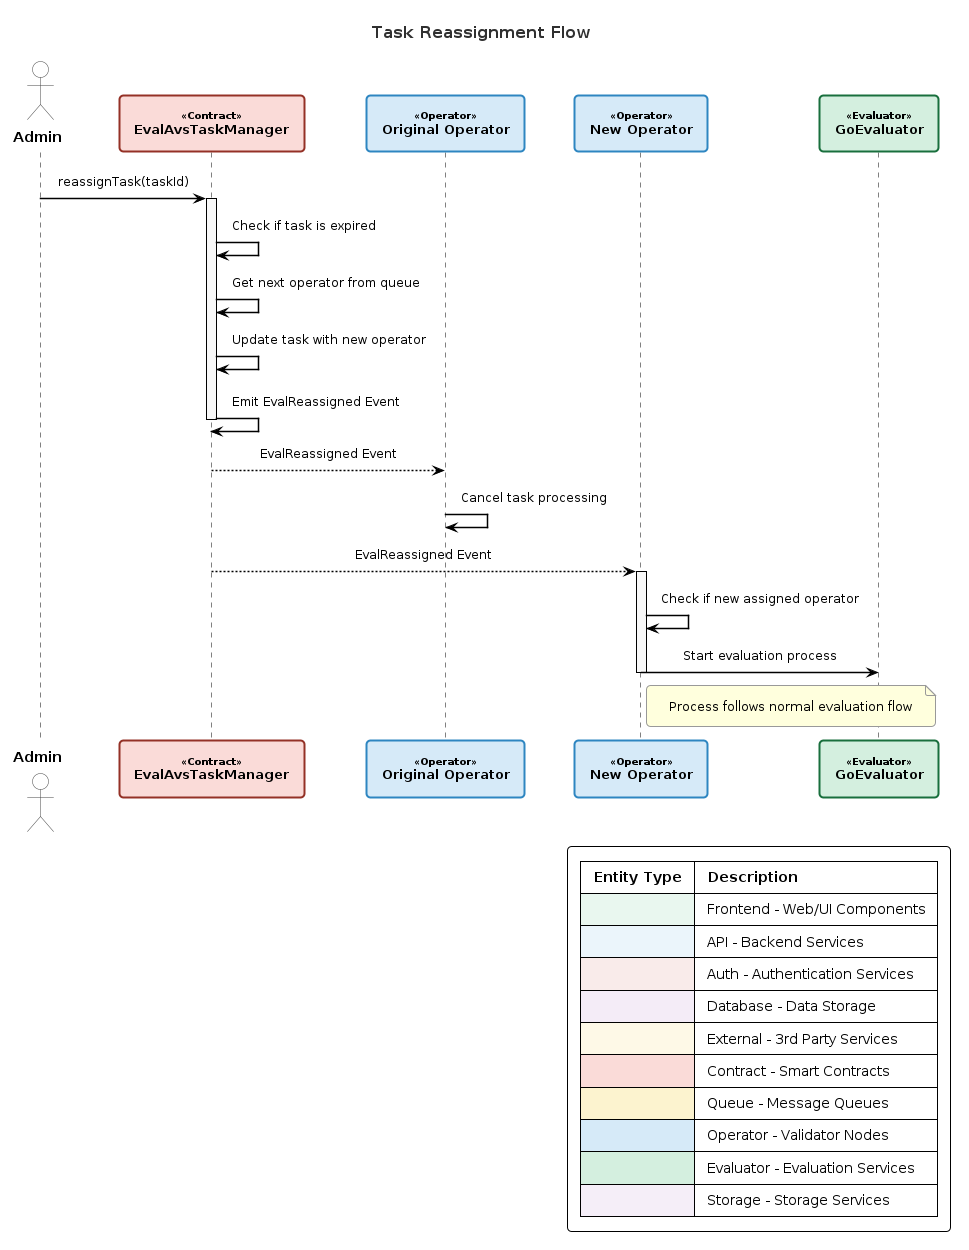 Task Reassignment Flow
Admin
«Contract»
EvalAvsTaskManager
«Operator»
Original Operator
«Operator»
New Operator
«Evaluator»
GoEvaluator
reassignTask(taskId)
Check if task is expired
Get next operator from queue
Update task with new operator
Emit EvalReassigned Event
EvalReassigned Event
Cancel task processing
EvalReassigned Event
Check if new assigned operator
Start evaluation process
Process follows normal evaluation flow
Admin
«Contract»
EvalAvsTaskManager
«Operator»
Original Operator
«Operator»
New Operator
«Evaluator»
GoEvaluator
Entity Type Description
Frontend - Web/UI Components
API - Backend Services
Auth - Authentication Services
Database - Data Storage
External - 3rd Party Services
Contract - Smart Contracts
Queue - Message Queues
Operator - Validator Nodes
Evaluator - Evaluation Services
Storage - Storage Services